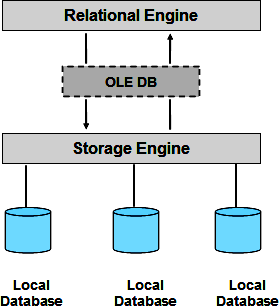 Relational Engine
OLE DB
Storage Engine
Local Database
Local Database
Local Database